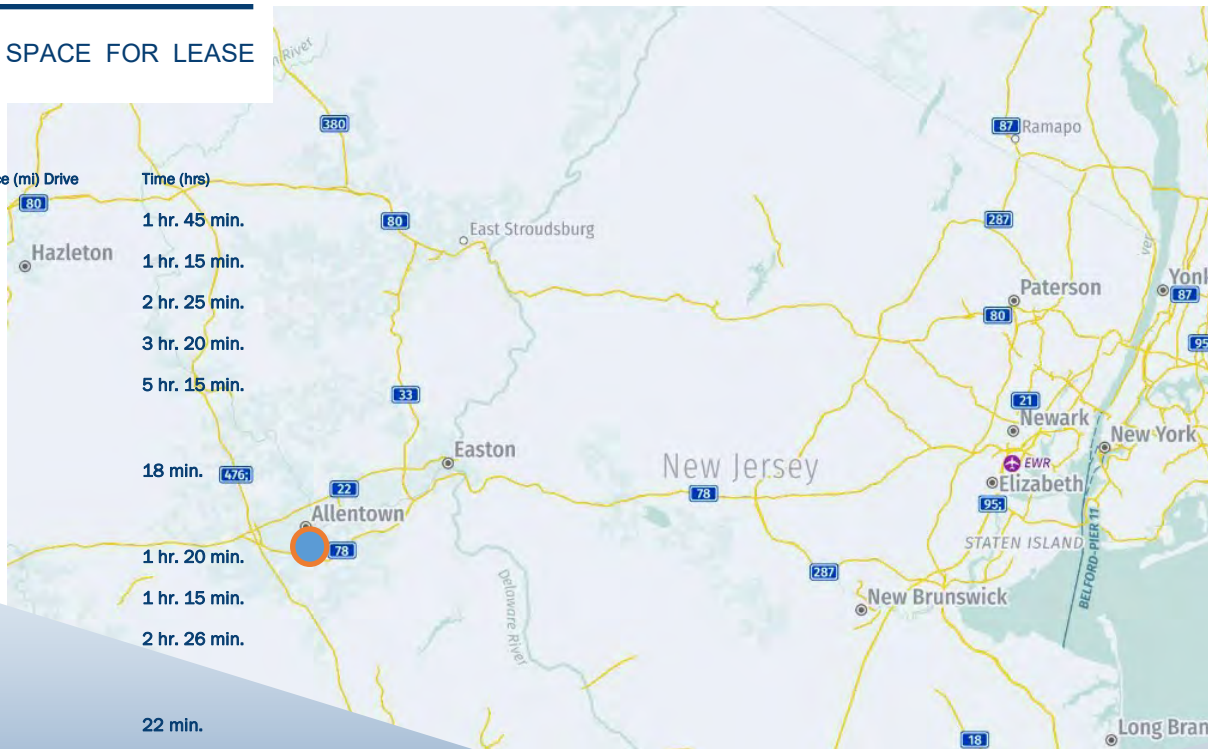 SPACE FOR LEASE
River
380
87 Ramapo
(mi) Drive Time (hrs)
80
1 hr. 45 min.
80
287
East Stroudsburg
Hazleton
1 hr. 15 min.
Paterson
87
2 hr. 25 min.
80
3 hr. 20 min.
95
5 hr. 15 min.
33
21
Newark
New York
Easton
New Jersey
EWR
18 min.
476;
22
78
Elizabeth
95;
Allentown
78
STATEN ISLAND
BELFORD-PIER 11
1 hr. 20 min.
287
Delaware River
New Brunswick
1 hr. 15 min.
2 hr. 26 min.
22 min.
18